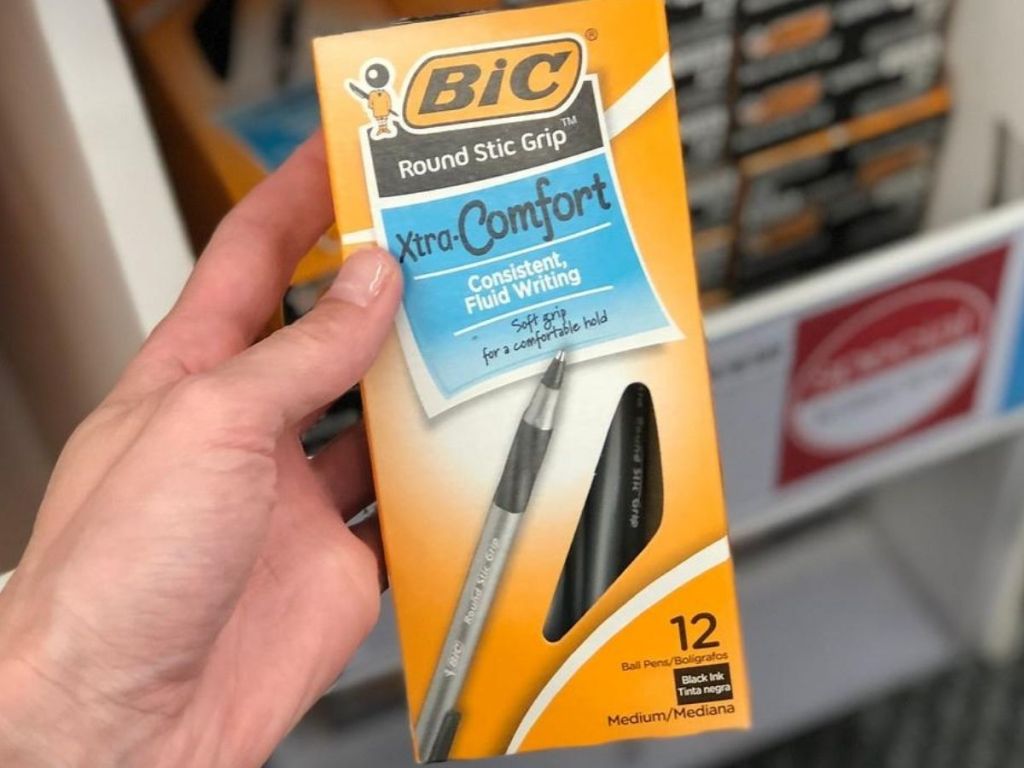 BiC®
Round Stic Grip™
Xtra-Comfort
Consistent,
Fluid Writing
Soft grip
for a comfortable hold
Round Stic Grip
BiC
Round Stic Grip
12
Ball Pens/Bolígrafos
Black Ink
Tinta negra
Medium/Mediana